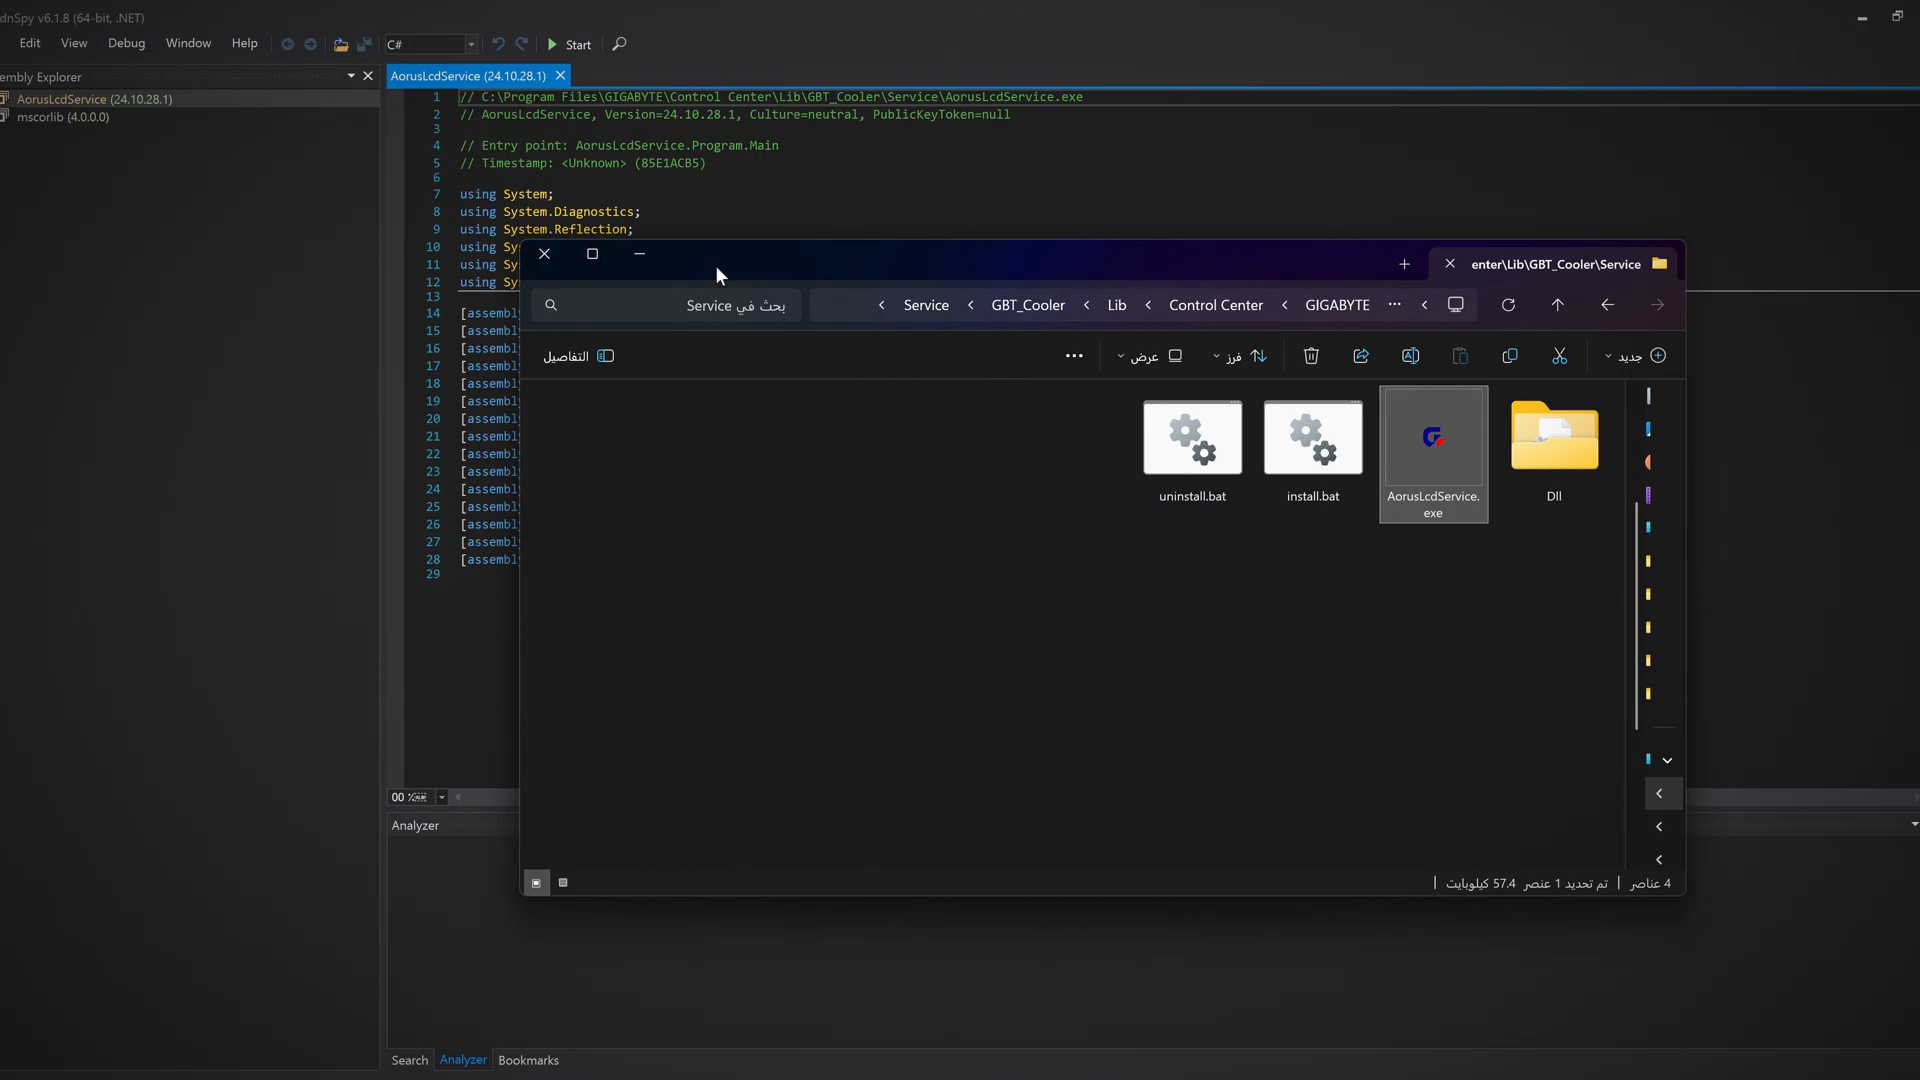 dnSpy v6.1.8 (64-bit, .NET)
Edit View Debug Window Help C# Start
embly Explorer
AorusLcdService (24.10.28.1)
mscorlib (4.0.0.0)
AorusLcdService (24.10.28.1)
1 // C:\Program Files\GIGABYTE\Control Center\Lib\GBT_Cooler\Service\AorusLcdService.exe
2 // AorusLcdService, Version=24.10.28.1, Culture=neutral, PublicKeyToken=null
3
4 // Entry point: AorusLcdService.Program.Main
5 // Timestamp: <Unknown> (85E1ACB5)
6
7 using System;
8 using System.Diagnostics;
9 using System.Reflection;
10 using Sy
11 using Sy
12 using Sy
13
14 [assembl
15 [assembl
16 [assembl
17 [assembl
18 [assembl
19 [assembl
20 [assembl
21 [assembl
22 [assembl
23 [assembl
24 [assembl
25 [assembl
26 [assembl
27 [assembl
28 [assembl
29
00 %
Analyzer
Search Analyzer Bookmarks
enter\Lib\GBT_Cooler\Service
GIGABYTE
Control Center
Lib
GBT_Cooler
Service
بحث في Service
جديد
فرز
عرض
التفاصيل
Dll
AorusLcdService.
exe
install.bat
uninstall.bat
4 عناصر
تم تحديد 1 عنصر 57.4 كيلوبايت